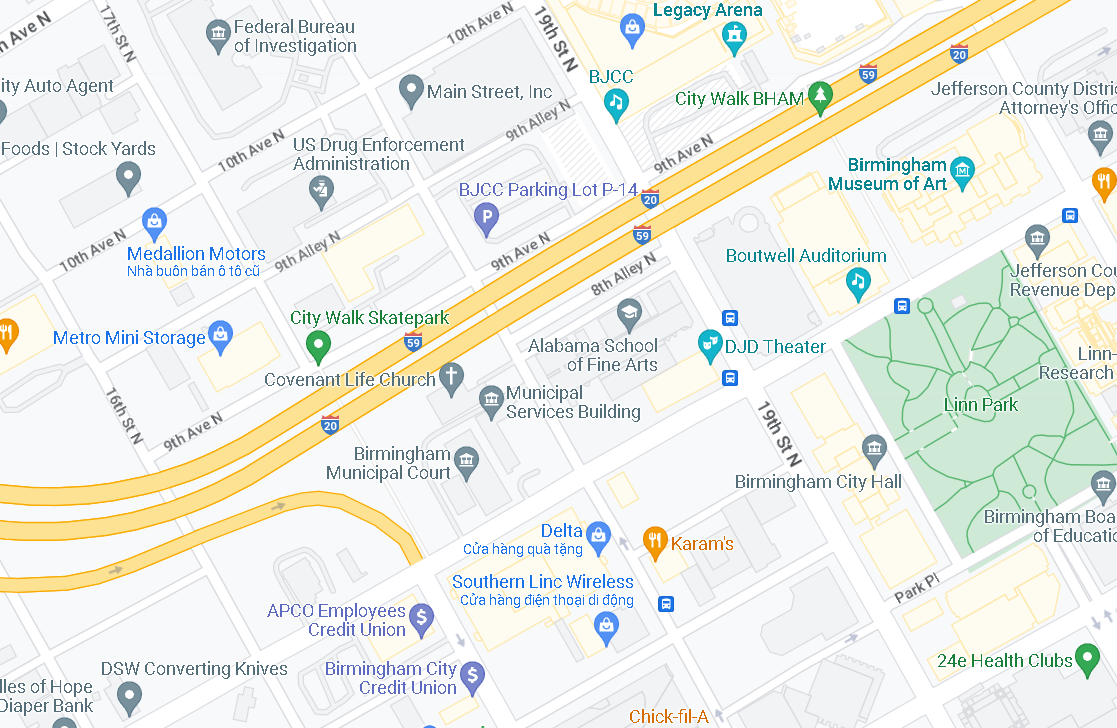 17th St N
Federal Bureau
of Investigation
10th Ave N
19th St N
Legacy Arena
20
59
ve N
ity Auto Agent
Main Street, Inc
BJCC
City Walk BHAM
Jefferson County Distri
Attorney's Offic
Foods | Stock Yards
10th Ave N
US Drug Enforcement
Administration
9th Alley N
9th Ave N
Birmingham
Museum of Art
BJCC Parking Lot P-14
P
20
59
Medallion Motors
Nhà buôn bán ô tô cũ
10th Ave N
9th Alley N
9th Ave N
8th Alley N
Boutwell Auditorium
Jefferson Cou
Revenue Dep
Metro Mini Storage
City Walk Skatepark
59
Alabama School
of Fine Arts
DJD Theater
Linn-
Research
Covenant Life Church
Municipal
Services Building
Linn Park
16th St N
9th Ave N
20
19th St N
Birmingham
Municipal Court
Birmingham City Hall
Delta
Cửa hàng quà tặng
Karam's
Birmingham Boa
of Educatio
Southern Linc Wireless
Cửa hàng điện thoại di động
Park Pl
APCO Employees
Credit Union
$
24e Health Clubs
DSW Converting Knives
Birmingham City
Credit Union
$
lles of Hope
Diaper Bank
Chick-fil-A